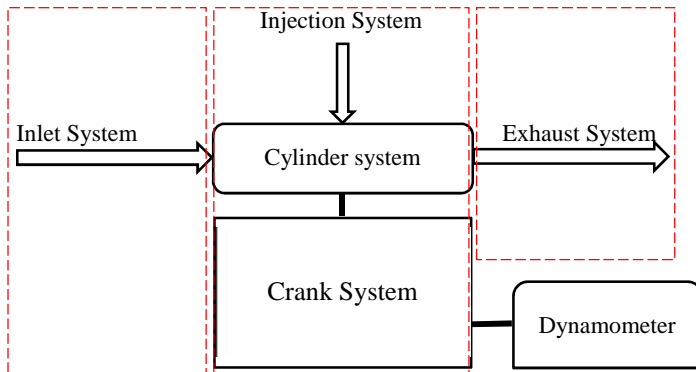 Injection System
Inlet System
Exhaust System
Cylinder system
Crank System
Dynamometer